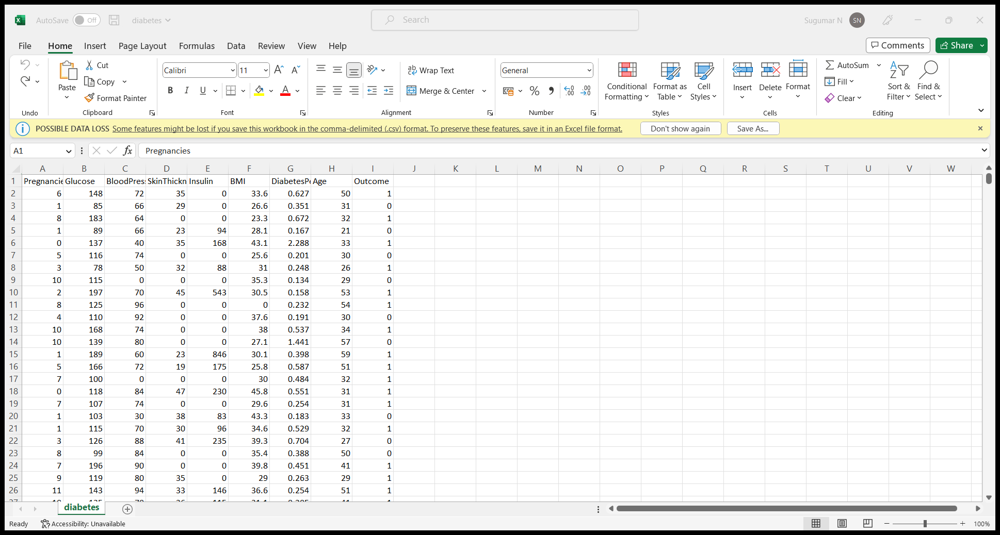 AutoSave Off diabetes Search Sugumar N SN
File Home Insert Page Layout Formulas Data Review View Help Comments Share
Cut
Copy
Format Painter
Paste
Undo
Clipboard
Calibri 11
B I U
Font
Wrap Text
Merge & Center
Alignment
General
Number
Conditional Formatting
Format as Table
Cell Styles
Styles
Insert Delete Format
Cells
AutoSum
Fill
Clear
Sort & Filter
Find & Select
Editing
POSSIBLE DATA LOSS Some features might be lost if you save this workbook in the comma-delimited (.csv) format. To preserve these features, save it in an Excel file format. Don't show again Save As...
A1 fx Pregnancies
A B C D E F G H I J K L M N O P Q R S T U V W
1 Pregnancie Glucose BloodPres SkinThickn Insulin BMI DiabetesPe Age Outcome
2 6 148 72 35 0 33.6 0.627 50 1
3 1 85 66 29 0 26.6 0.351 31 0
4 8 183 64 0 0 23.3 0.672 32 1
5 1 89 66 23 94 28.1 0.167 21 0
6 0 137 40 35 168 43.1 2.288 33 1
7 5 116 74 0 0 25.6 0.201 30 0
8 3 78 50 32 88 31 0.248 26 1
9 10 115 0 0 0 35.3 0.134 29 0
10 2 197 70 45 543 30.5 0.158 53 1
11 8 125 96 0 0 0 0.232 54 1
12 4 110 92 0 0 37.6 0.191 30 0
13 10 168 74 0 0 38 0.537 34 1
14 10 139 80 0 0 27.1 1.441 57 0
15 1 189 60 23 846 30.1 0.398 59 1
16 5 166 72 19 175 25.8 0.587 51 1
17 7 100 0 0 0 30 0.484 32 1
18 0 118 84 47 230 45.8 0.551 31 1
19 7 107 74 0 0 29.6 0.254 31 1
20 1 103 30 38 83 43.3 0.183 33 0
21 1 115 70 30 96 34.6 0.529 32 1
22 3 126 88 41 235 39.3 0.704 27 0
23 8 99 84 0 0 35.4 0.388 50 0
24 7 196 90 0 0 39.8 0.451 41 1
25 9 119 80 35 0 29 0.263 29 1
26 11 143 94 33 146 36.6 0.254 51 1
diabetes
Ready Accessibility: Unavailable 100%